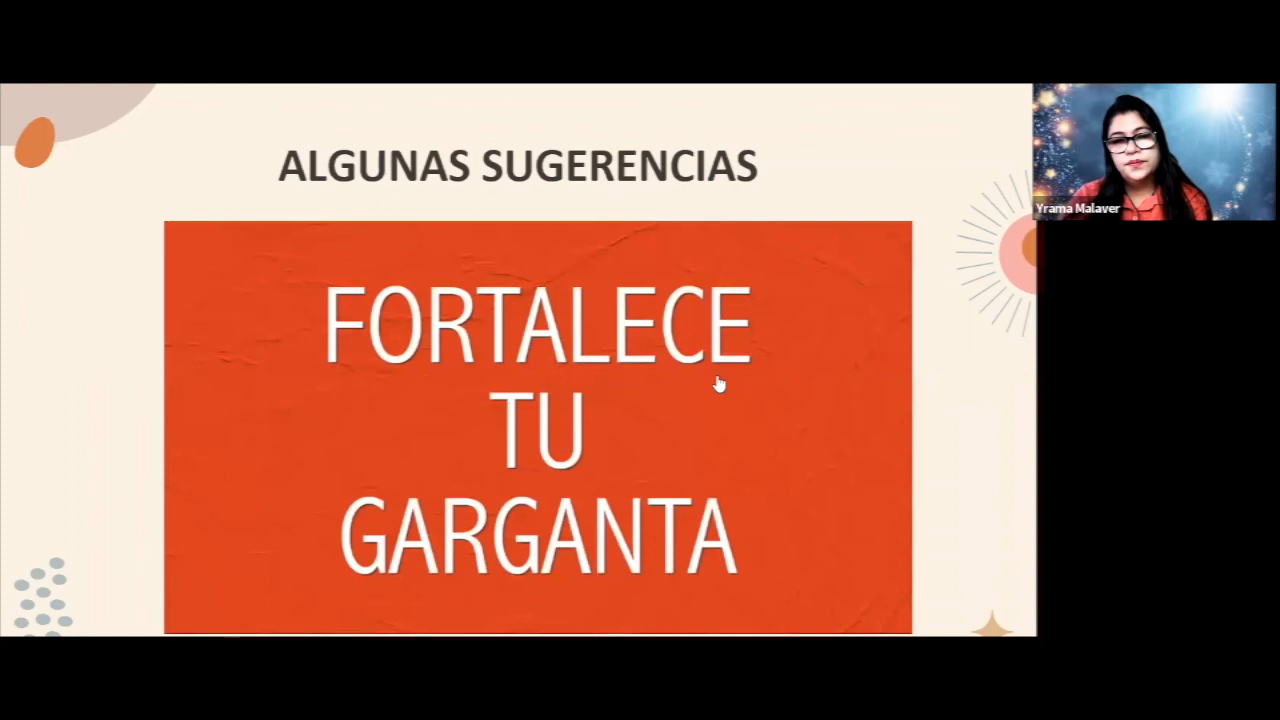 ALGUNAS SUGERENCIAS
FORTALECE
TU
GARGANTA
Yrama Malaver